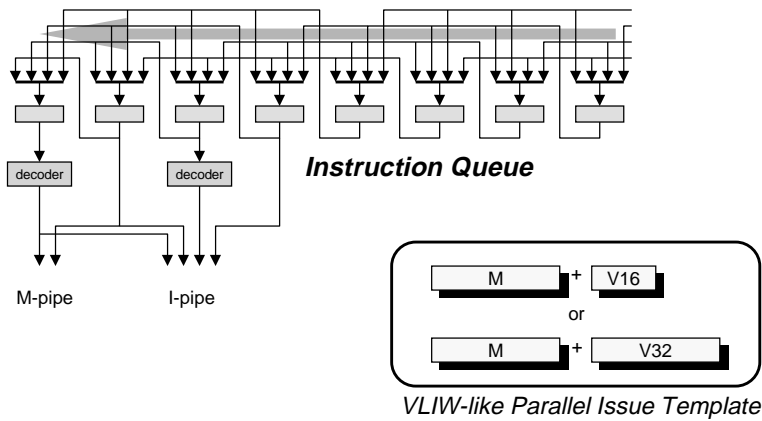 Instruction Queue
decoder
decoder
M-pipe
I-pipe
M + V16
or
M + V32
VLIW-like Parallel Issue Template